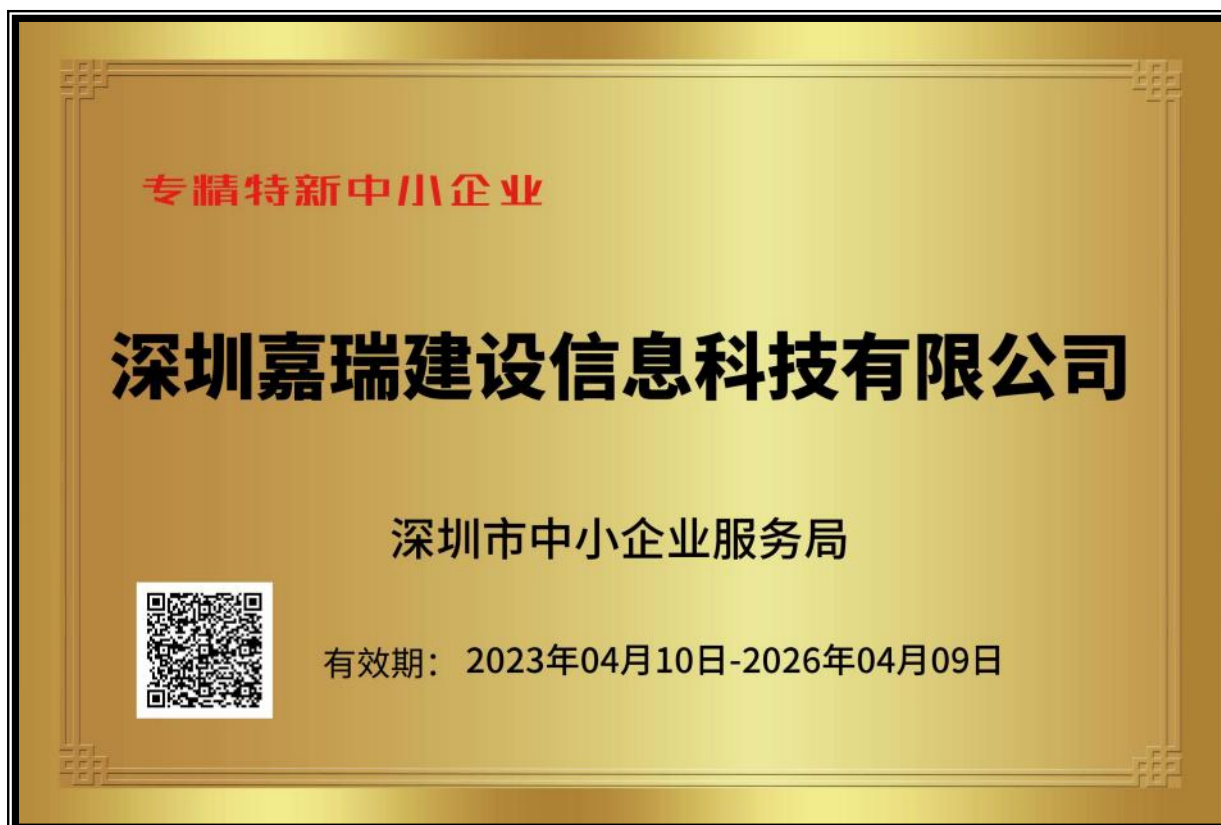 专精特新中小企业
深圳嘉瑞建设信息科技有限公司
深圳市中小企业服务局
有效期： 2023年04月10日-2026年04月09日